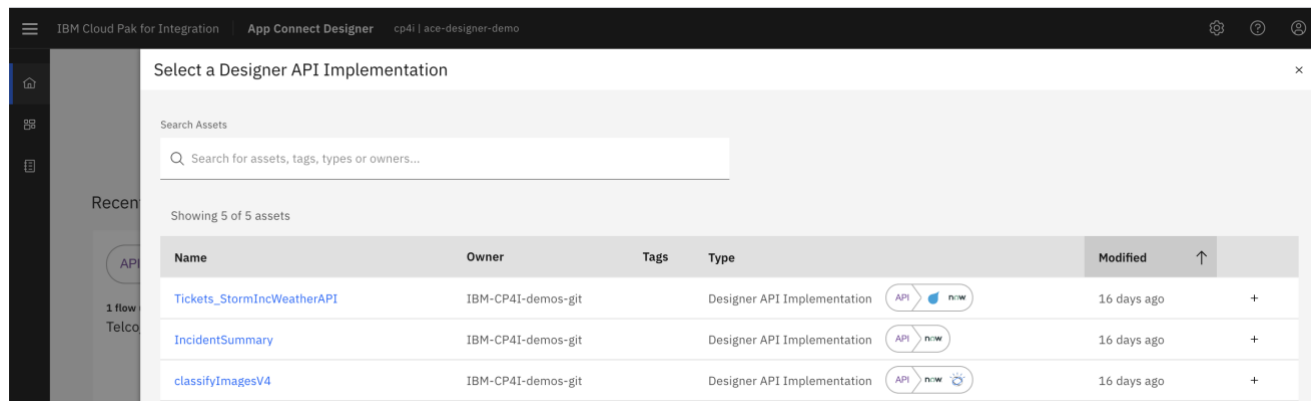 IBM Cloud Pak for Integration App Connect Designer cp4i | ace-designer-demo
Select a Designer API Implementation
Search Assets
Search for assets, tags, types or owners...
Recen
Showing 5 of 5 assets
Name Owner Tags Type Modified
API
Tickets_StormIncWeatherAPI IBM-CP4I-demos-git Designer API Implementation API now 16 days ago +
1 flow
Telco
IncidentSummary IBM-CP4I-demos-git Designer API Implementation API now 16 days ago +
classifyImagesV4 IBM-CP4I-demos-git Designer API Implementation API now 16 days ago +